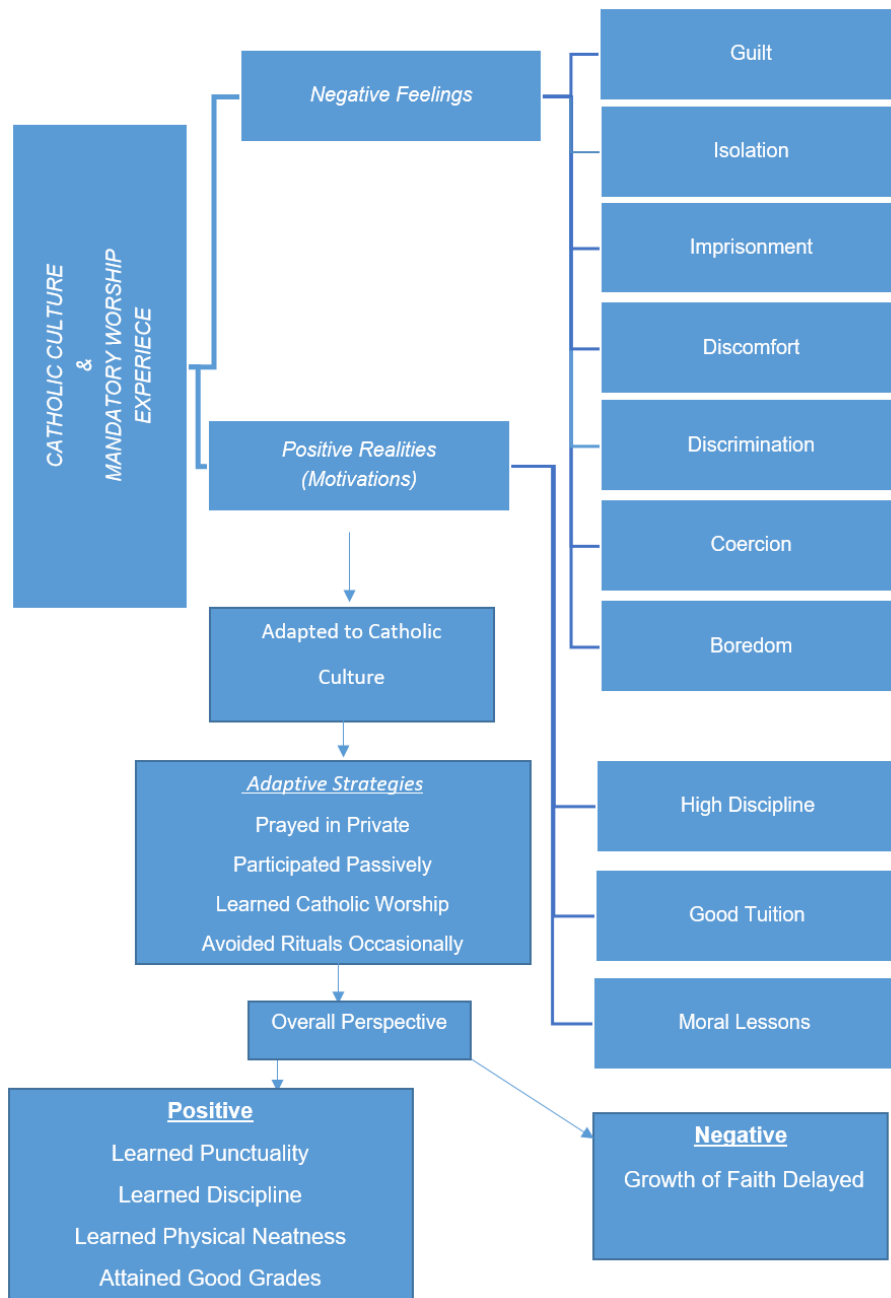 CATHOLIC CULTURE
&
MANDATORY WORSHIP
EXPERIECE
Negative Feelings
Guilt
Isolation
Imprisonment
Discomfort
Discrimination
Coercion
Boredom
Positive Realities
(Motivations)
High Discipline
Good Tuition
Moral Lessons
Adapted to Catholic
Culture
Adaptive Strategies
Prayed in Private
Participated Passively
Learned Catholic Worship
Avoided Rituals Occasionally
Overall Perspective
Positive
Learned Punctuality
Learned Discipline
Learned Physical Neatness
Attained Good Grades
Negative
Growth of Faith Delayed